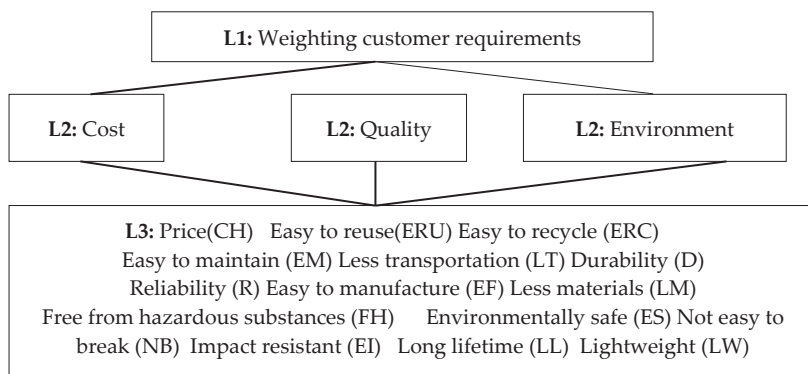 L1: Weighting customer requirements
L2: Cost
L2: Quality
L2: Environment
L3: Price(CH) Easy to reuse(ERU) Easy to recycle (ERC)
Easy to maintain (EM) Less transportation (LT) Durability (D)
Reliability (R) Easy to manufacture (EF) Less materials (LM)
Free from hazardous substances (FH) Environmentally safe (ES) Not easy to
break (NB) Impact resistant (EI) Long lifetime (LL) Lightweight (LW)